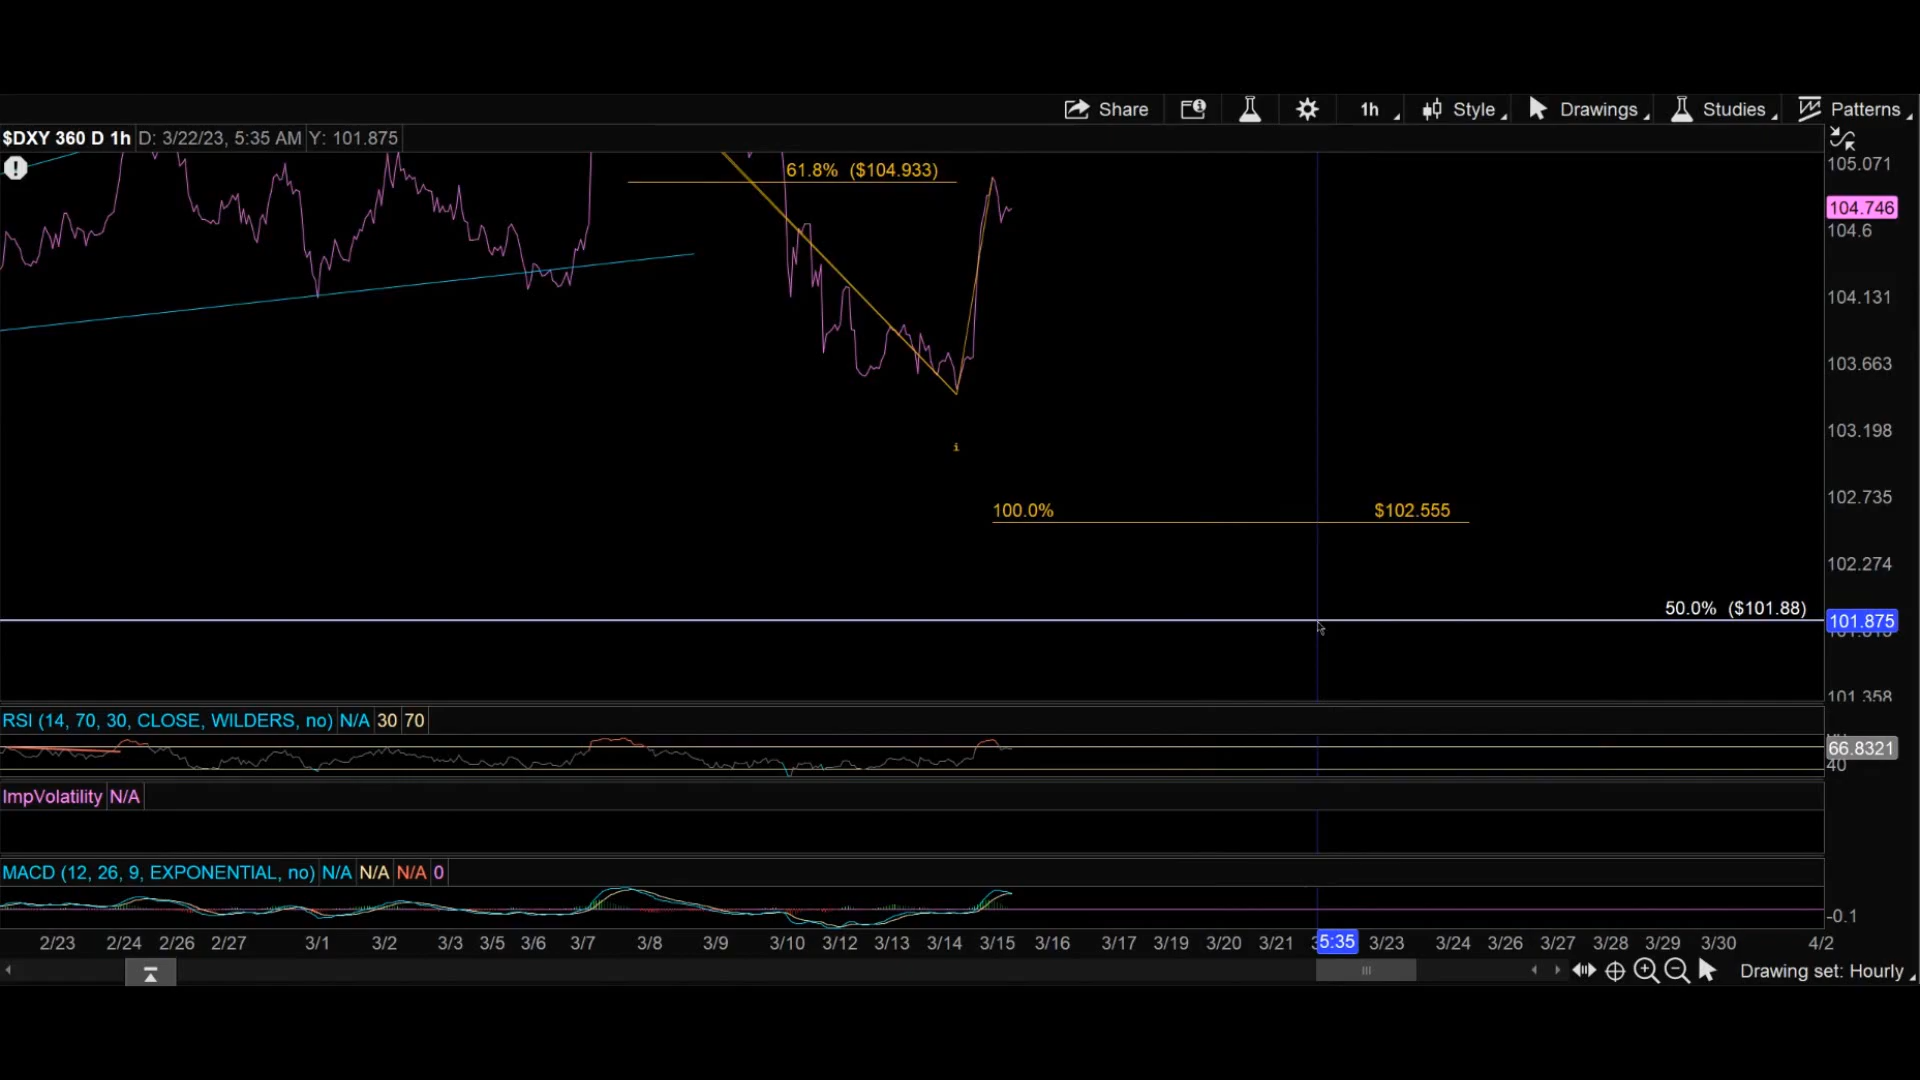 Share 1h Style Drawings Studies Patterns
$DXY 360 D 1h D: 3/22/23, 5:35 AM Y: 101.875
105.071
61.8% ($104.933)
104.746
104.6
104.131
103.663
103.198
i
102.735
100.0% $102.555
102.274
50.0% ($101.88)
101.875
101.358
RSI (14, 70, 30, CLOSE, WILDERS, no) N/A 30 70
66.8321
40
ImpVolatility N/A
MACD (12, 26, 9, EXPONENTIAL, no) N/A N/A N/A 0
-0.1
2/23 2/24 2/26 2/27 3/1 3/2 3/3 3/5 3/6 3/7 3/8 3/9 3/10 3/12 3/13 3/14 3/15 3/16 3/17 3/19 3/20 3/21 5:35 3/23 3/24 3/26 3/27 3/28 3/29 3/30 4/2
Drawing set: Hourly